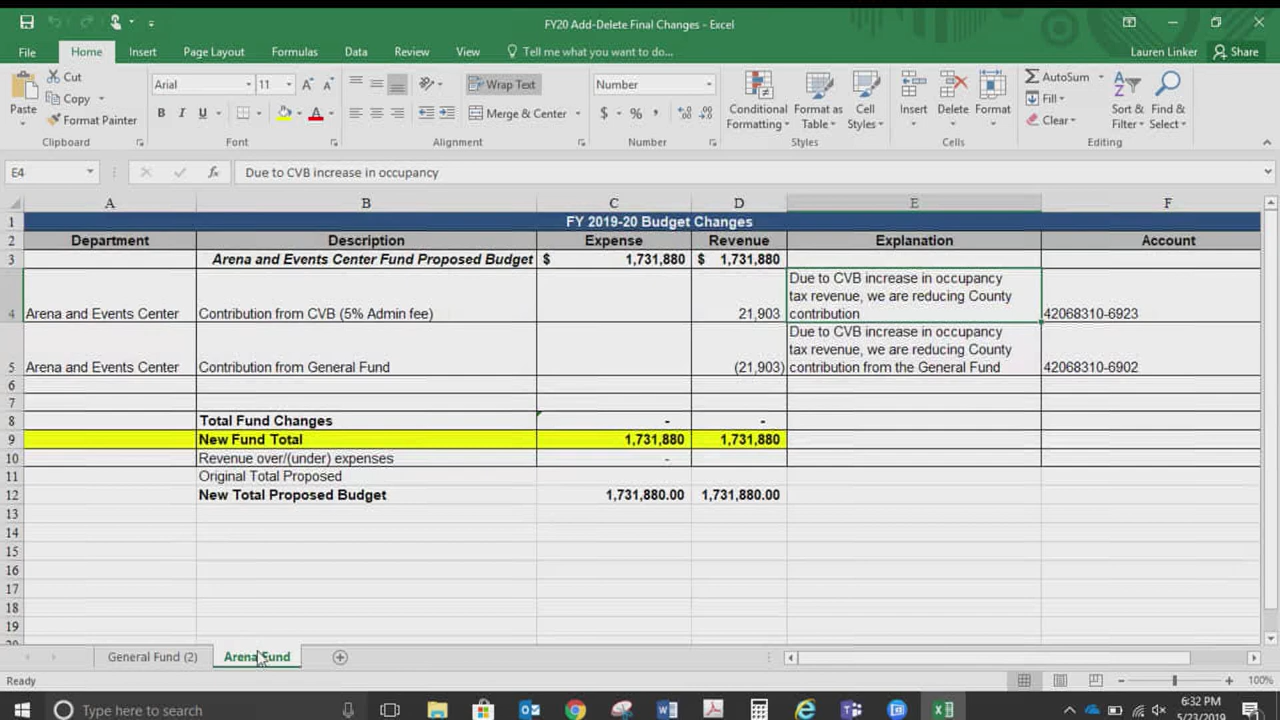 FY20 Add-Delete Final Changes - Excel
File Home Insert Page Layout Formulas Data Review View Tell me what you want to do... Lauren Linker Share
Paste Cut Copy Format Painter
Arial 11 Wrap Text Number
B I U Merge & Center $ % ,
Conditional Formatting Format as Table Cell Styles Insert Delete Format AutoSum Fill Clear Sort & Filter Find & Select
Clipboard Font Alignment Number Styles Cells Editing
E4 fx Due to CVB increase in occupancy
A B C D E F
1 FY 2019-20 Budget Changes
2 Department Description Expense Revenue Explanation Account
3 Arena and Events Center Fund Proposed Budget $ 1,731,880 $ 1,731,880
Due to CVB increase in occupancy
tax revenue, we are reducing County
4 Arena and Events Center Contribution from CVB (5% Admin fee) 21,903 contribution 42068310-6923
Due to CVB increase in occupancy
tax revenue, we are reducing County
5 Arena and Events Center Contribution from General Fund (21,903) contribution from the General Fund 42068310-6902
6
7
8 Total Fund Changes - -
9 New Fund Total 1,731,880 1,731,880
10 Revenue over/(under) expenses -
11 Original Total Proposed
12 New Total Proposed Budget 1,731,880.00 1,731,880.00
13
14
15
16
17
18
19
General Fund (2) Arena Fund
Ready 100%
Type here to search 6:32 PM
5/23/2019